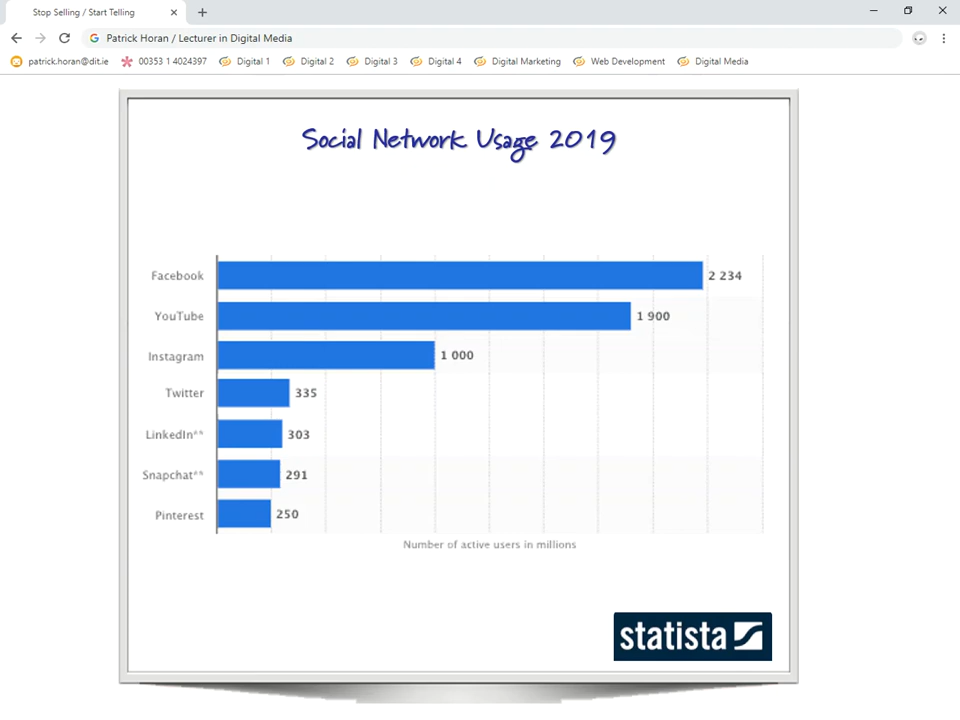 Stop Selling / Start Telling
Patrick Horan / Lecturer in Digital Media
patrick.horan@dit.ie 00353 1 4024397 Digital 1 Digital 2 Digital 3 Digital 4 Digital Marketing Web Development Digital Media
Social Network Usage 2019
Facebook 2 234
YouTube 1 900
Instagram 1 000
Twitter 335
LinkedIn** 303
Snapchat** 291
Pinterest 250
Number of active users in millions
statista